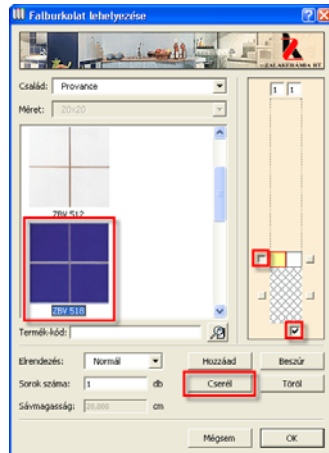 Falburkolat lehelyezése
ZALAKERÁMIA RT
Család: Provance
Méret: 20x20
1 1
ZBV 512
ZBV 518
Termék-kód:
Elrendezés: Normál Hozzáad Beszúr
Sorok száma: 1 db Cserél Töröl
Sávmagasság: 20,000 cm
Mégsem OK